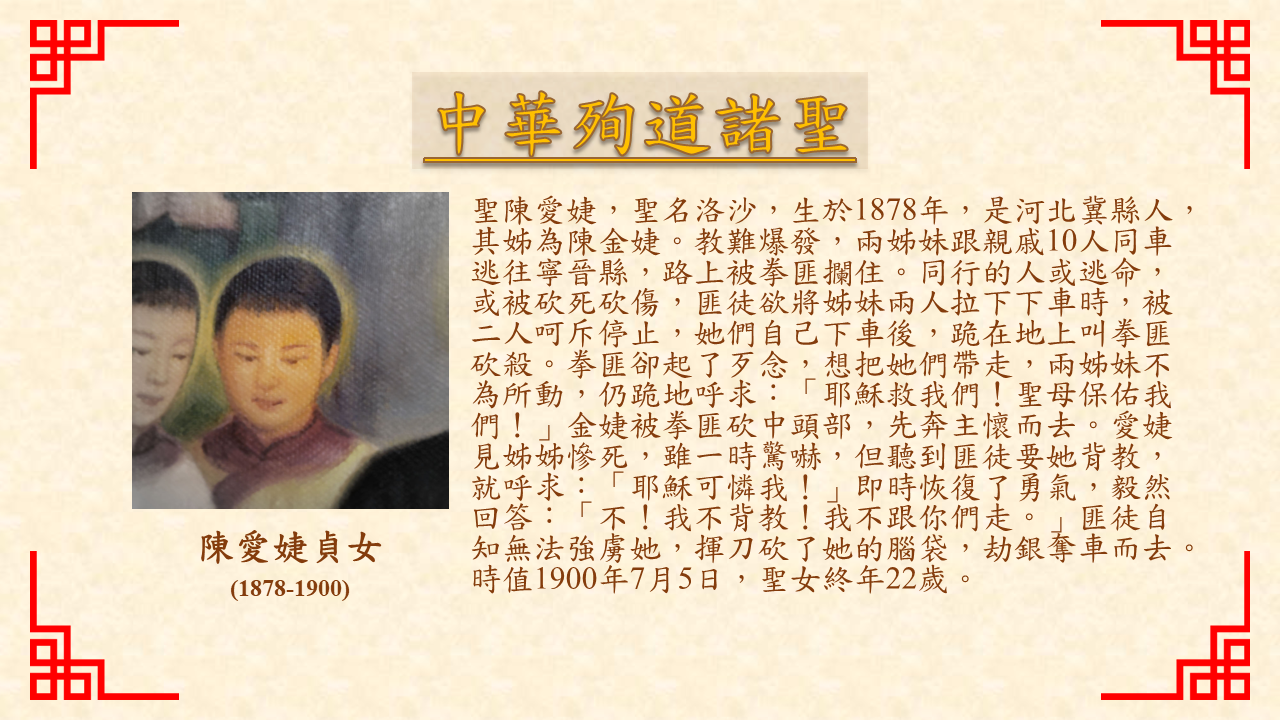 中華殉道諸聖
聖陳愛婕，聖名洛沙，生於1878年，是河北冀縣人，
其姊為陳金婕。教難爆發，兩姊妹跟親戚10人同車
逃往寧晉縣，路上被拳匪攔住。同行的人或逃命，
或被砍死砍傷，匪徒欲將姊妹兩人拉下下車時，被
二人呵斥停止，她們自己下車後，跪在地上叫拳匪
砍殺。拳匪卻起了歹念，想把她們帶走，兩姊妹不
為所動，仍跪地呼求：「耶穌救我們！聖母保佑我
們！」金婕被拳匪砍中頭部，先奔主懷而去。愛婕
見姊姊慘死，雖一時驚嚇，但聽到匪徒要她背教，
就呼求：「耶穌可憐我！」即時恢復了勇氣，毅然
回答：「不！我不背教！我不跟你們走。」匪徒自
知無法強虜她，揮刀砍了她的腦袋，劫銀奪車而去。
時值1900年7月5日，聖女終年22歲。
陳愛婕貞女
(1878-1900)